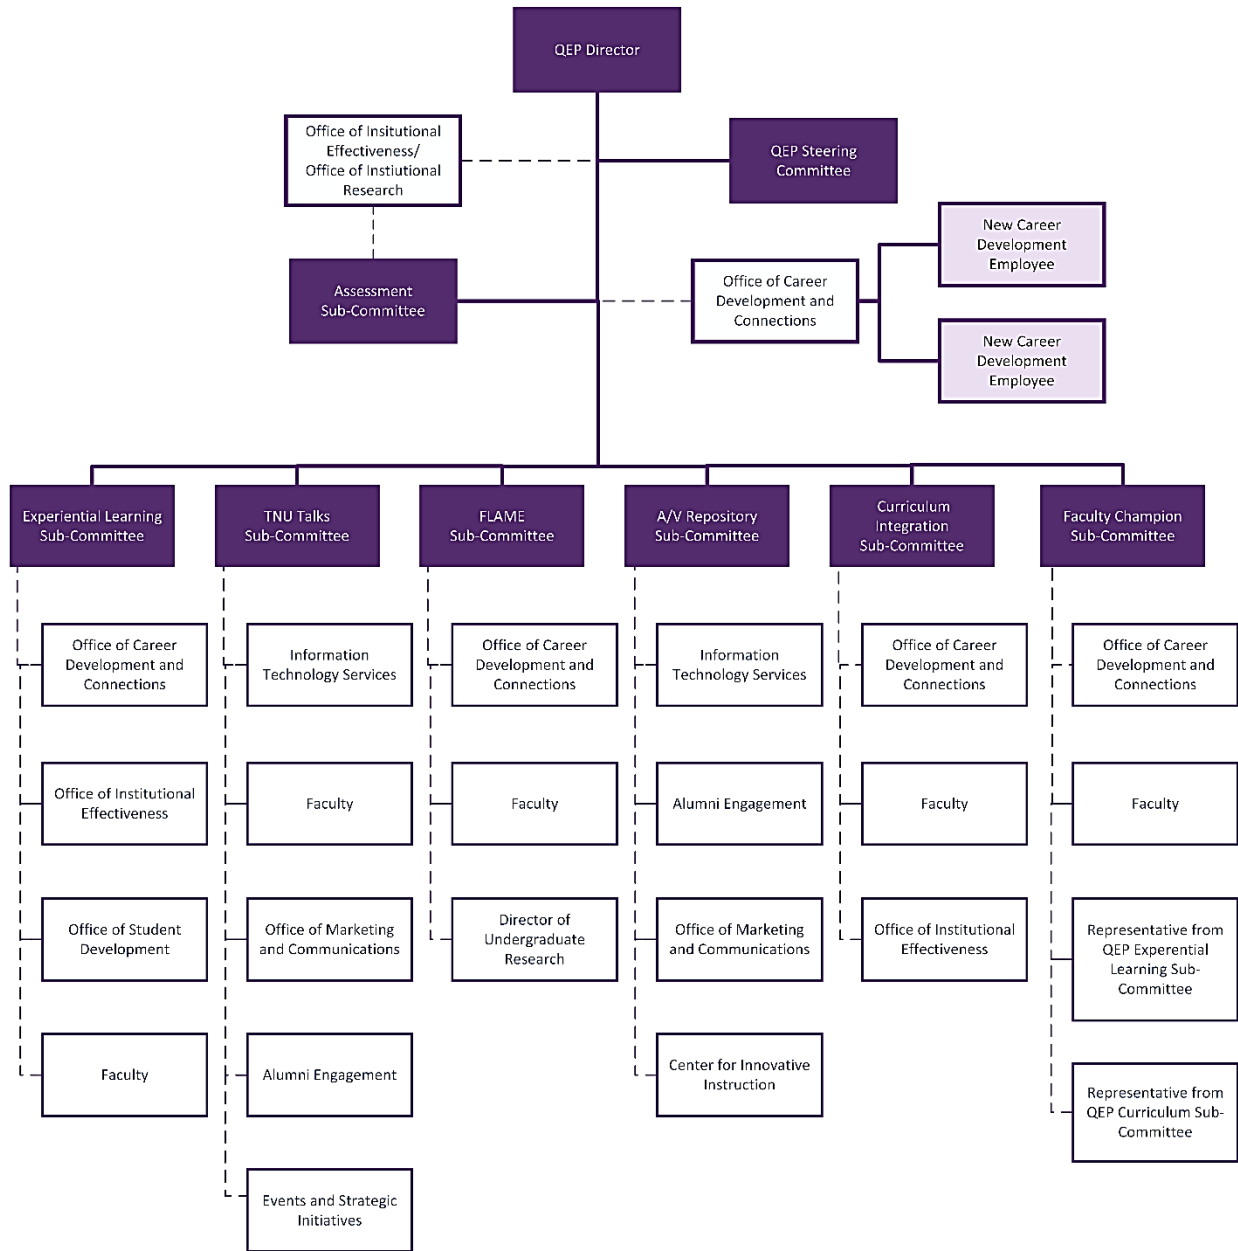 QEP Director
Office of Insitutional
Effectiveness/
Office of Instiutional
Research
QEP Steering
Committee
New Career
Development
Employee
Assessment
Sub-Committee
Office of Career
Development and
Connections
New Career
Development
Employee
Experiential Learning
Sub-Committee
TNU Talks
Sub-Committee
FLAME
Sub-Committee
A/V Repository
Sub-Committee
Curriculum
Integration
Sub-Committee
Faculty Champion
Sub-Committee
Office of Career
Development and
Connections
Information
Technology Services
Office of Career
Development and
Connections
Information
Technology Services
Office of Career
Development and
Connections
Office of Career
Development and
Connections
Office of Institutional
Effectiveness
Faculty
Faculty
Alumni Engagement
Faculty
Faculty
Office of Student
Development
Office of Marketing
and Communications
Director of
Undergraduate
Research
Office of Marketing
and Communications
Office of Institutional
Effectiveness
Representative from
QEP Experential
Learning Sub-
Committee
Faculty
Alumni Engagement
Center for Innovative
Instruction
Representative from
QEP Curriculum Sub-
Committee
Events and Strategic
Initiatives